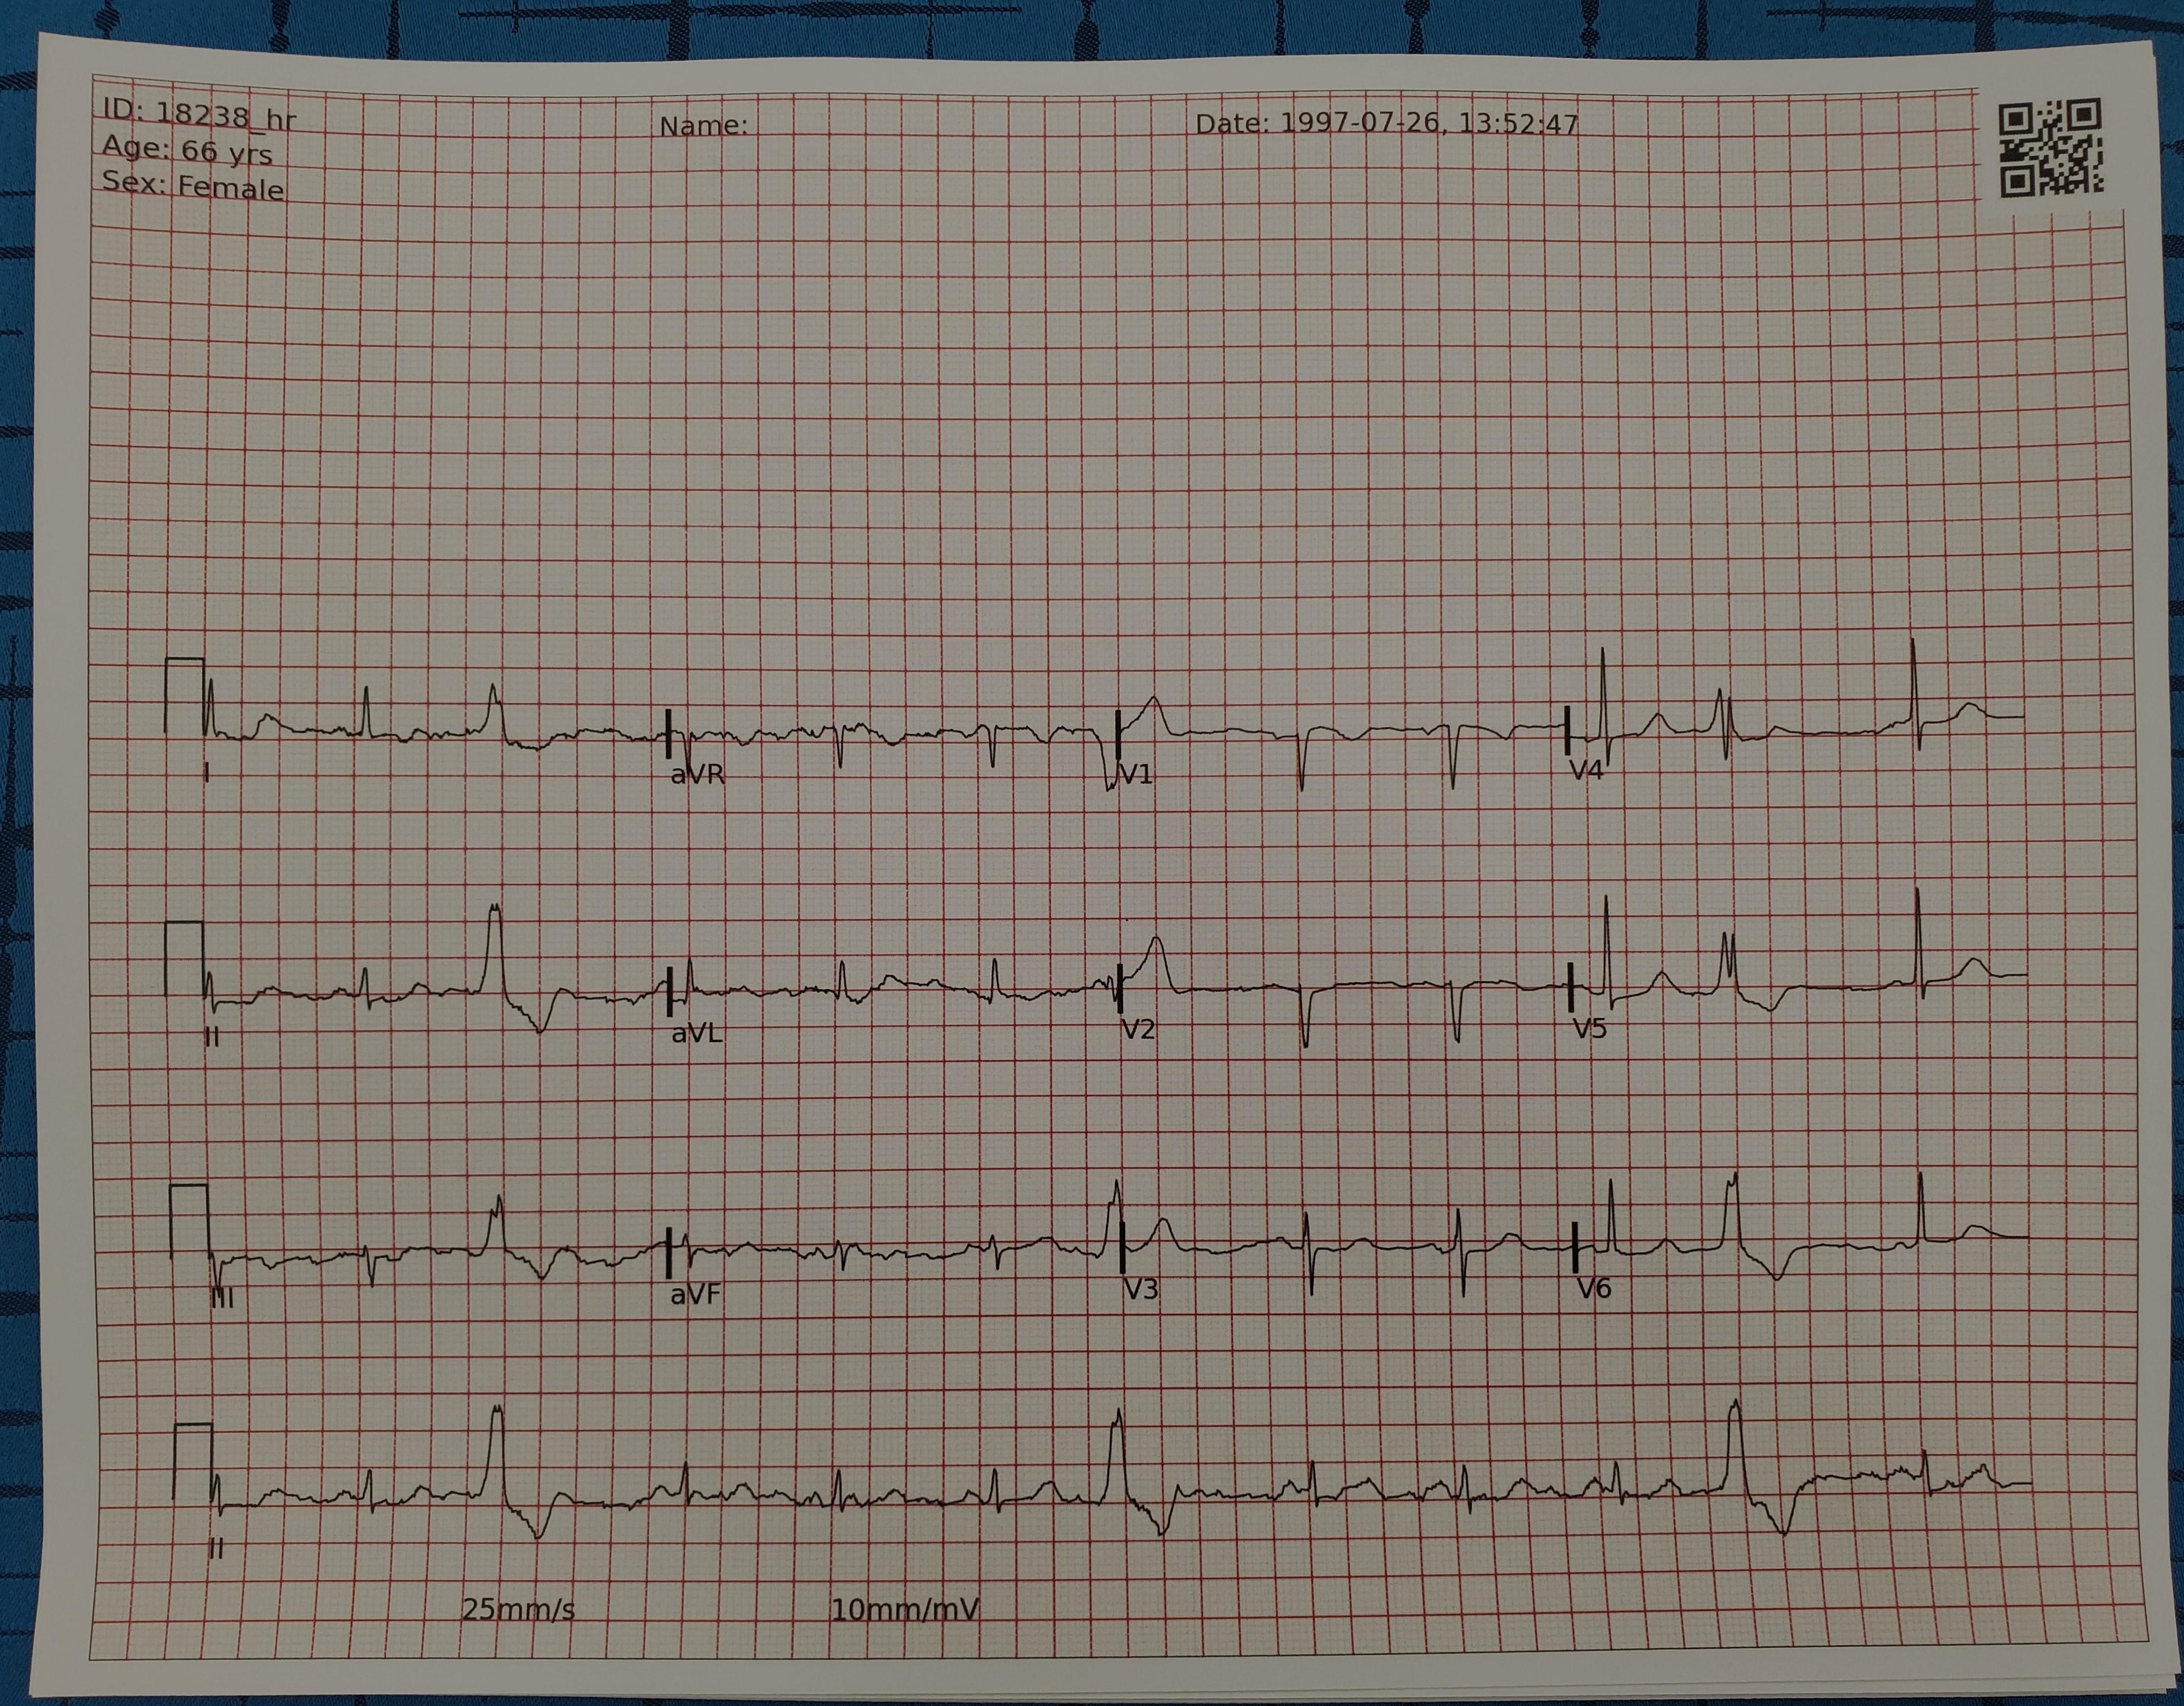 ID: 18238_hr
Name:
Date: 1997-07-26, 13:52:47
Age: 66 yrs
Sex: Female
I
aVR
V1
V4
II
aVL
V2
V5
III
aVF
V3
V6
II
25mm/s
10mm/mV